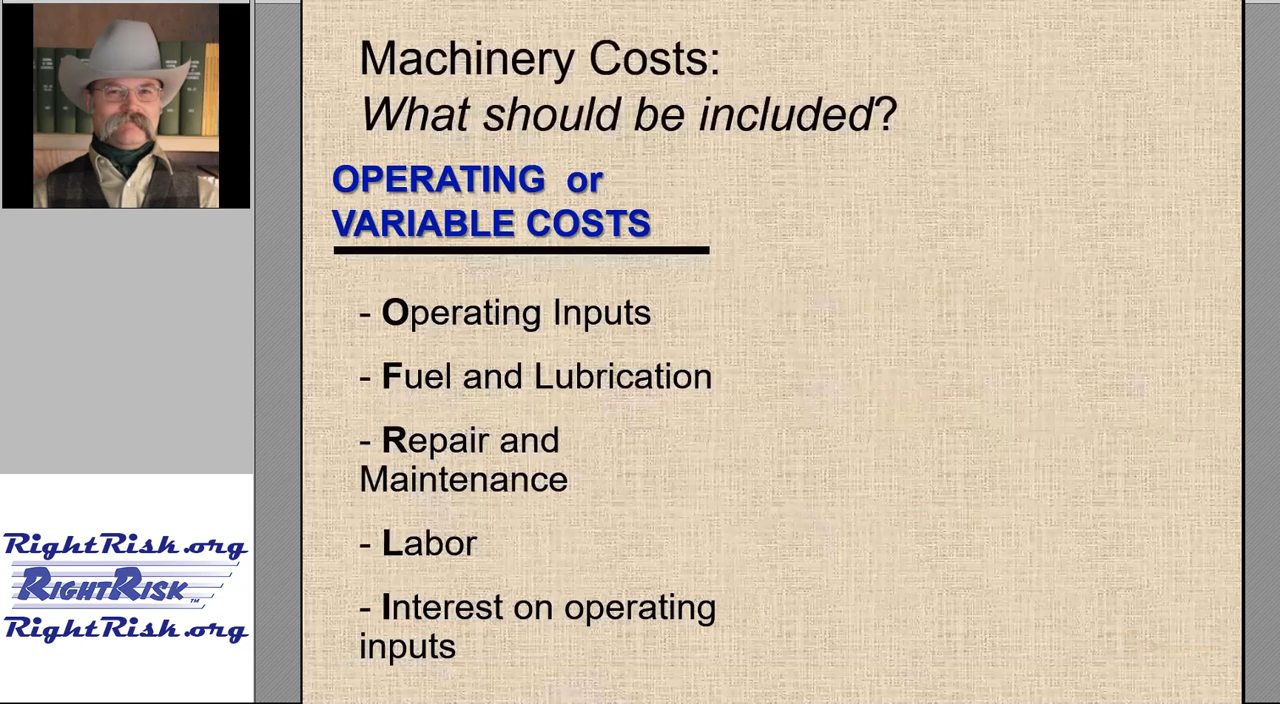 Machinery Costs:
What should be included?
OPERATING or
VARIABLE COSTS
- Operating Inputs
- Fuel and Lubrication
- Repair and
Maintenance
- Labor
- Interest on operating
inputs
RightRisk.org
RIGHTRISK™
RightRisk.org